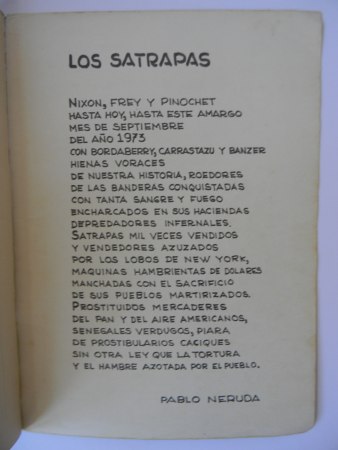 LOS SATRAPAS
NIXON, FREY Y PINOCHET
HASTA HOY, HASTA ESTE AMARGO
MES DE SEPTIEMBRE
DEL AÑO 1973
CON BORDABERRY, CARRASTAZU Y BANZER
HIENAS VORACES
DE NUESTRA HISTORIA, ROEDORES
DE LAS BANDERAS CONQUISTADAS
CON TANTA SANGRE Y FUEGO
ENCHARCADOS EN SUS HACIENDAS
DEPREDADORES INFERNALES.
SATRAPAS MIL VECES VENDIDOS
Y VENDEDORES AZUZADOS
POR LOS LOBOS DE NEW YORK,
MAQUINAS HAMBRIENTAS DE DOLARES
MANCHADAS CON EL SACRIFICIO
DE SUS PUEBLOS MARTIRIZADOS.
PROSTITUIDOS MERCADERES
DEL PAN Y DEL AIRE AMERICANOS,
SENEGALES VERDUGOS, PIARA
DE PROSTIBULARIOS CACIQUES
SIN OTRA LEY QUE LA TORTURA
Y EL HAMBRE AZOTADA POR EL PUEBLO.
PABLO NERUDA